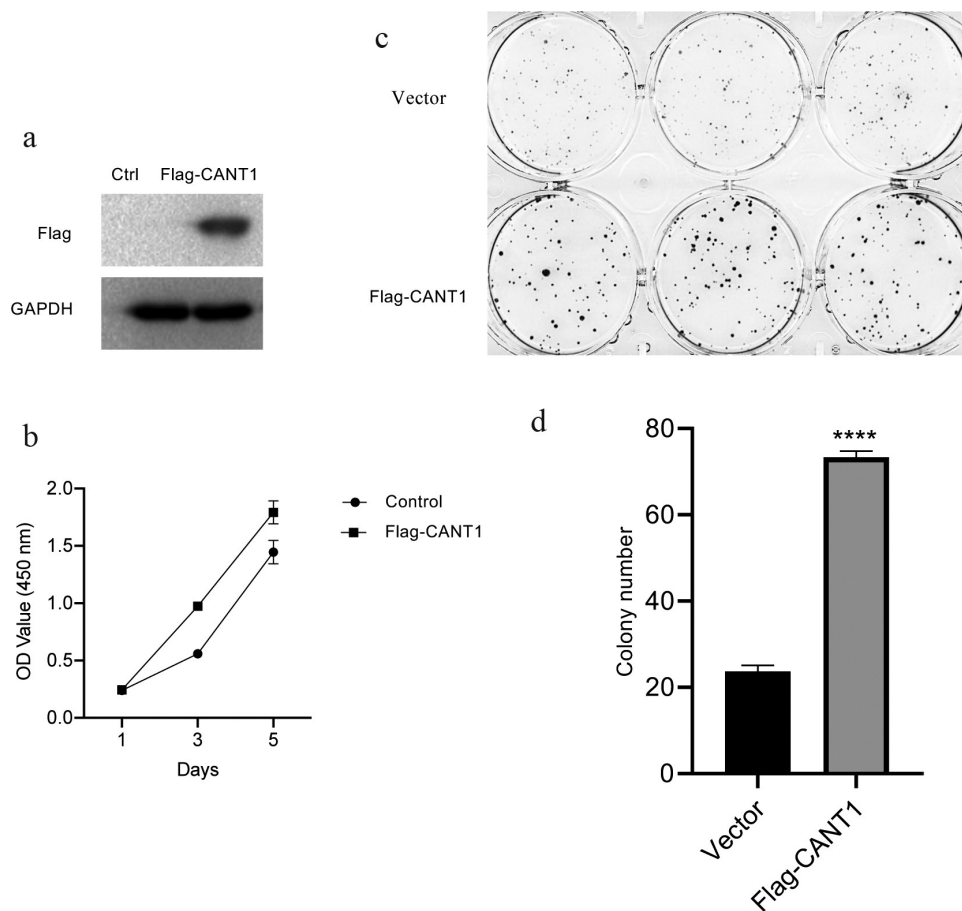 a
Ctrl Flag-CANT1
Flag
GAPDH
b
2.0
1.5
1.0
0.5
0.0
OD Value (450 nm)
1 3 5
Days
Control
Flag-CANT1
c
Vector
Flag-CANT1
d
****
80
60
40
20
0
Colony number
Vector
Flag-CANT1